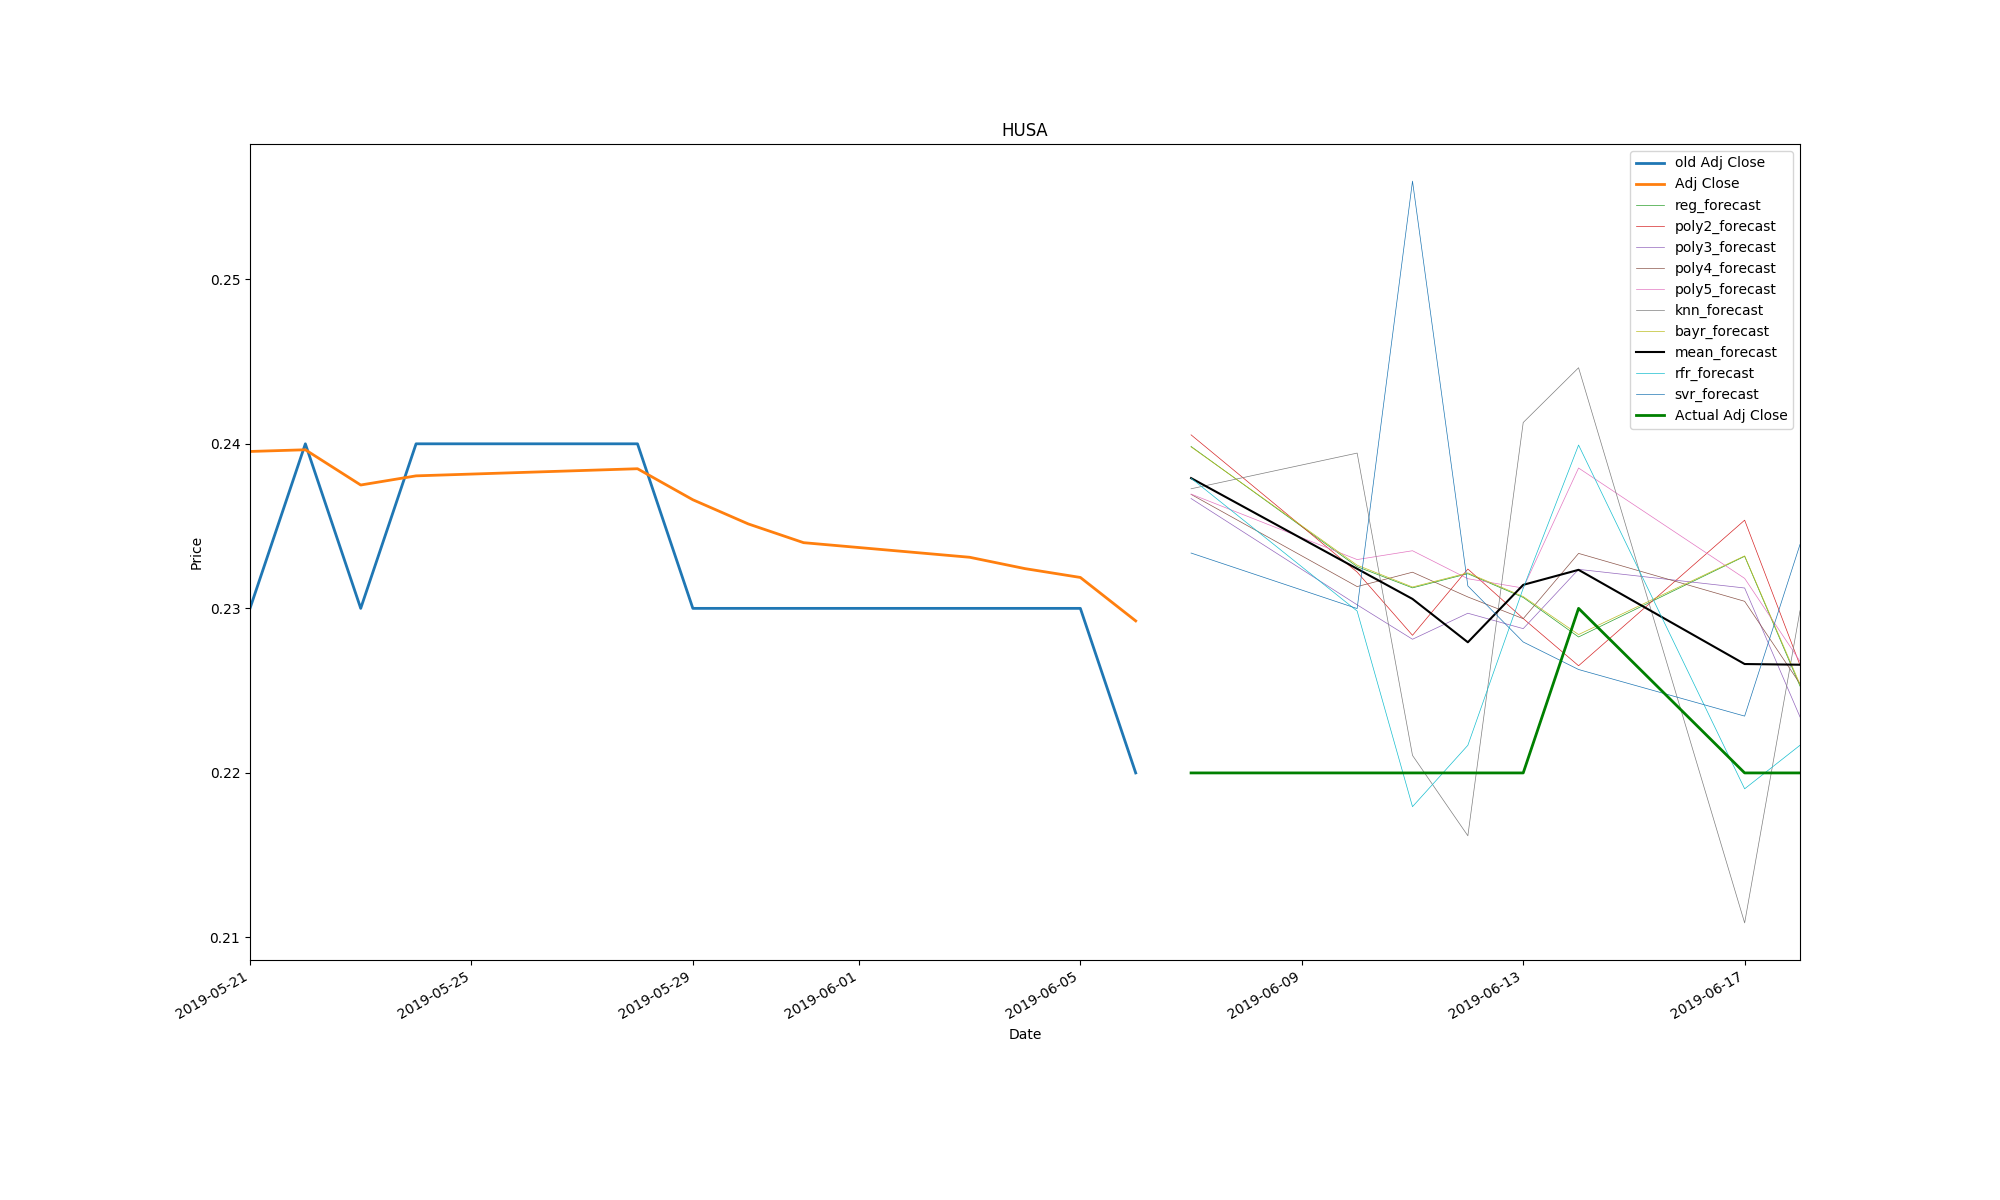 HUSA
old Adj Close
Adj Close
reg_forecast
poly2_forecast
poly3_forecast
poly4_forecast
poly5_forecast
knn_forecast
bayr_forecast
mean_forecast
rfr_forecast
svr_forecast
Actual Adj Close
Price
0.25
0.24
0.23
0.22
0.21
2019-05-21
2019-05-25
2019-05-29
2019-06-01
2019-06-05
2019-06-09
2019-06-13
2019-06-17
Date